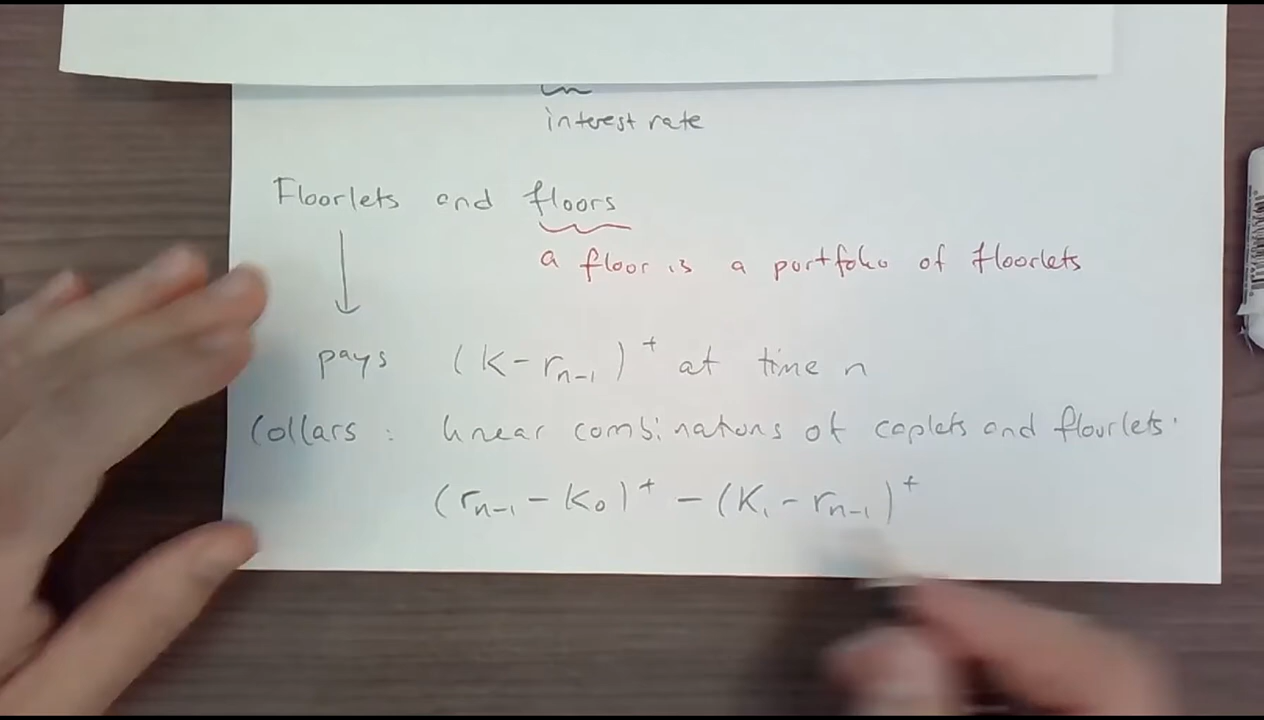 interest rate
Floorlets and floors
a floor is a portfolio of floorlets
pays (K - r_{n-1})^+ at time n
Collars : linear combinations of caplets and floorlets.
(r_{n-1} - K_0)^+ - (K_1 - r_{n-1})^+